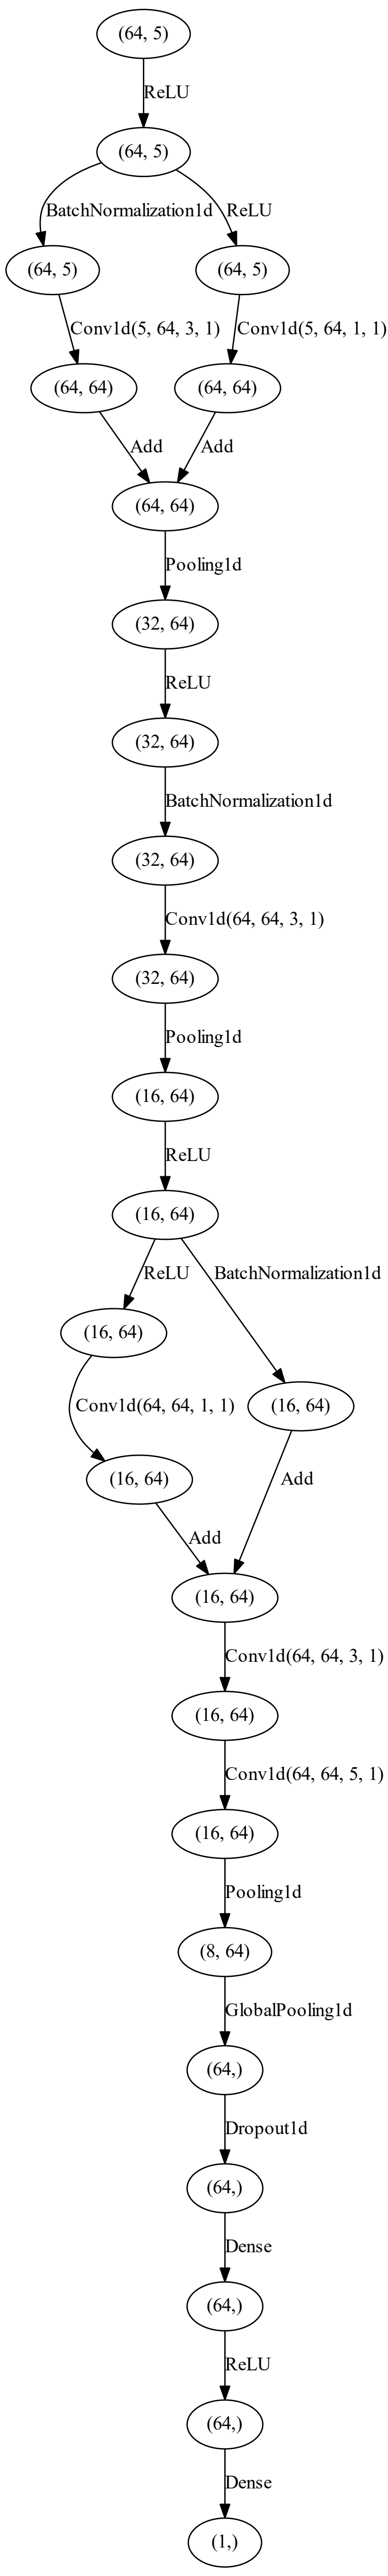 (64, 5)
ReLU
(64, 5)
BatchNormalization1d
ReLU
(64, 5)
(64, 5)
Conv1d(5, 64, 3, 1)
Conv1d(5, 64, 1, 1)
(64, 64)
(64, 64)
Add
Add
(64, 64)
Pooling1d
(32, 64)
ReLU
(32, 64)
BatchNormalization1d
(32, 64)
Conv1d(64, 64, 3, 1)
(32, 64)
Pooling1d
(16, 64)
ReLU
(16, 64)
ReLU
BatchNormalization1d
(16, 64)
Conv1d(64, 64, 1, 1)
(16, 64)
(16, 64)
Add
Add
(16, 64)
Conv1d(64, 64, 3, 1)
(16, 64)
Conv1d(64, 64, 5, 1)
(16, 64)
Pooling1d
(8, 64)
GlobalPooling1d
(64,)
Dropout1d
(64,)
Dense
(64,)
ReLU
(64,)
Dense
(1,)